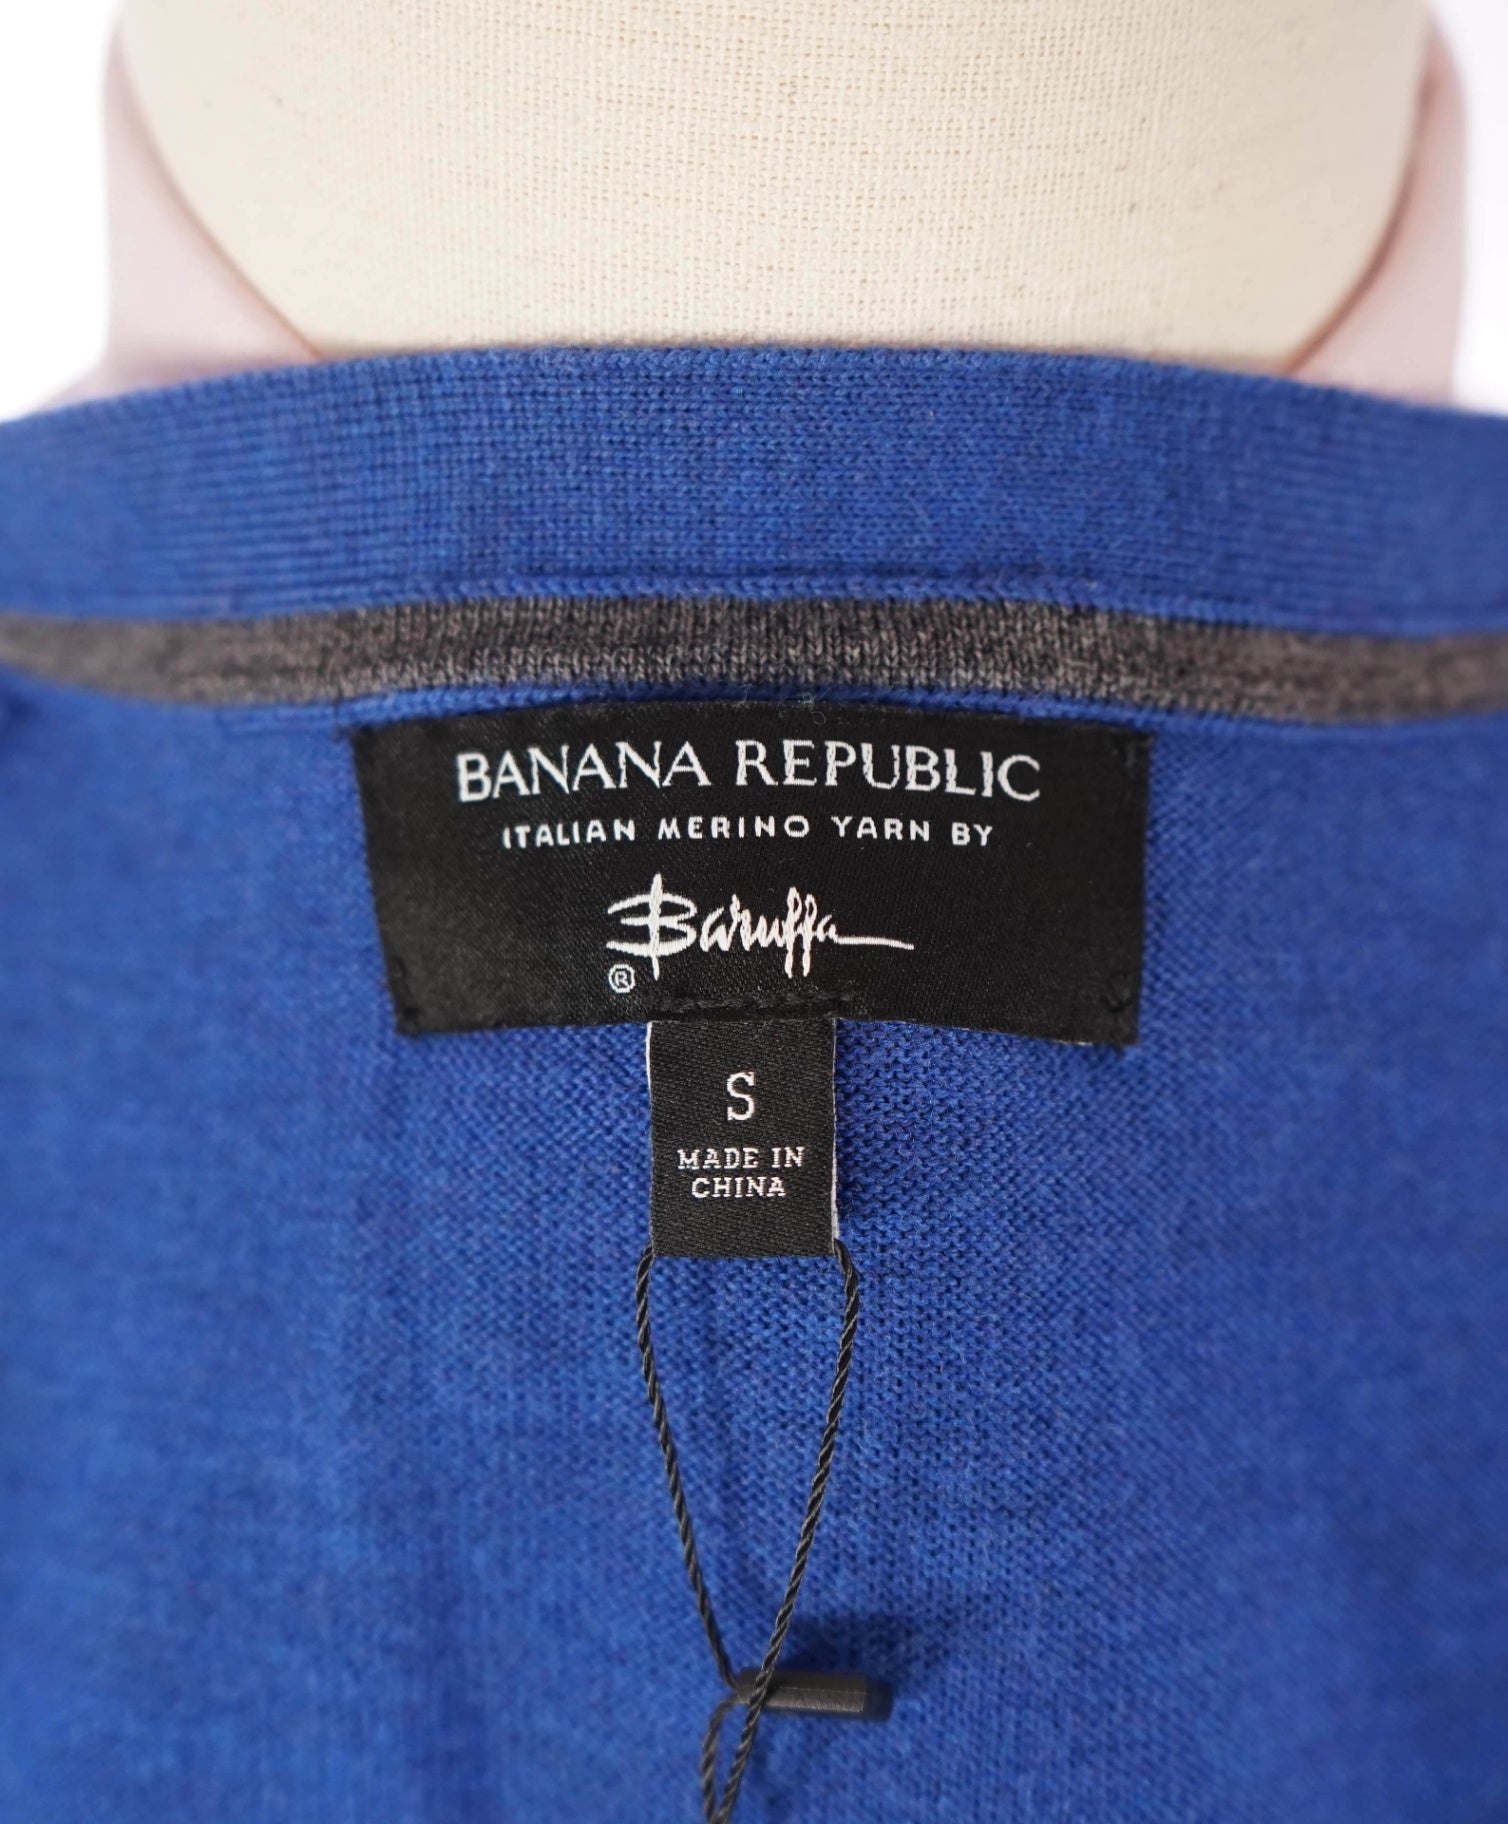 BANANA REPUBLIC
ITALIAN MERINO YARN BY
Baruffa
®
S
MADE IN
CHINA